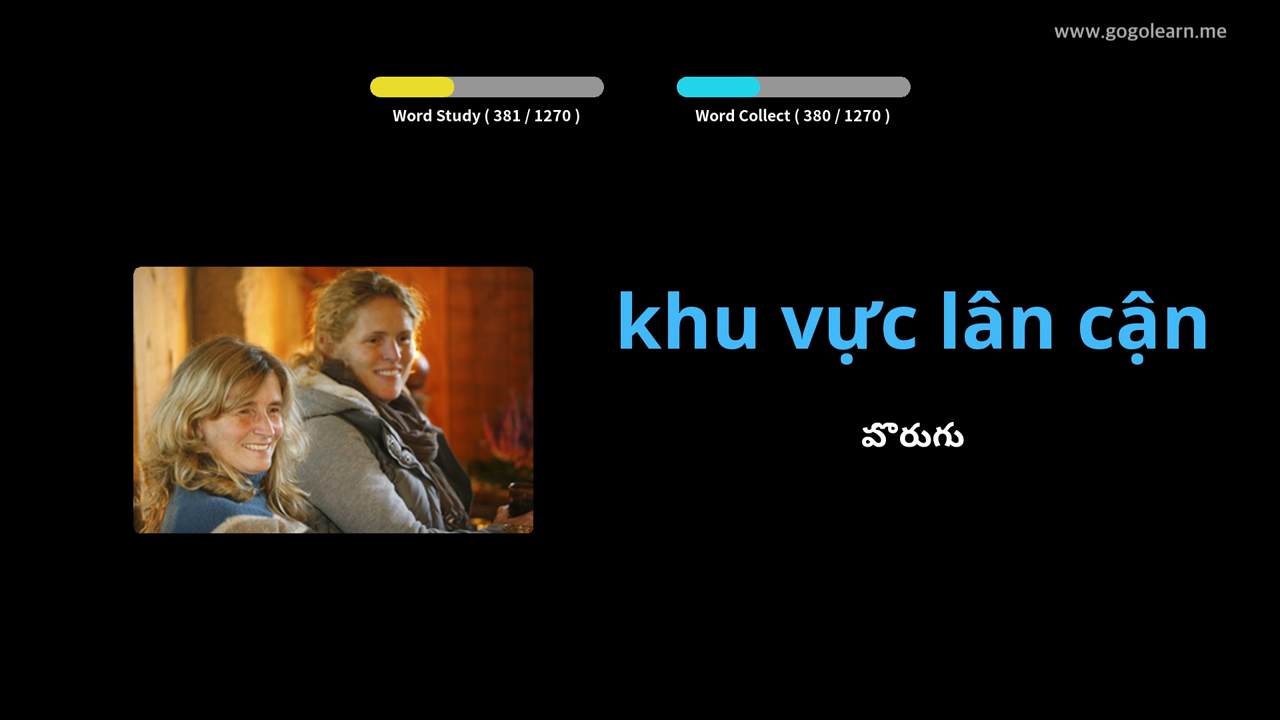 www.gogolearn.me
Word Study ( 381 / 1270 )
Word Collect ( 380 / 1270 )
khu vực lân cận
పొరుగు